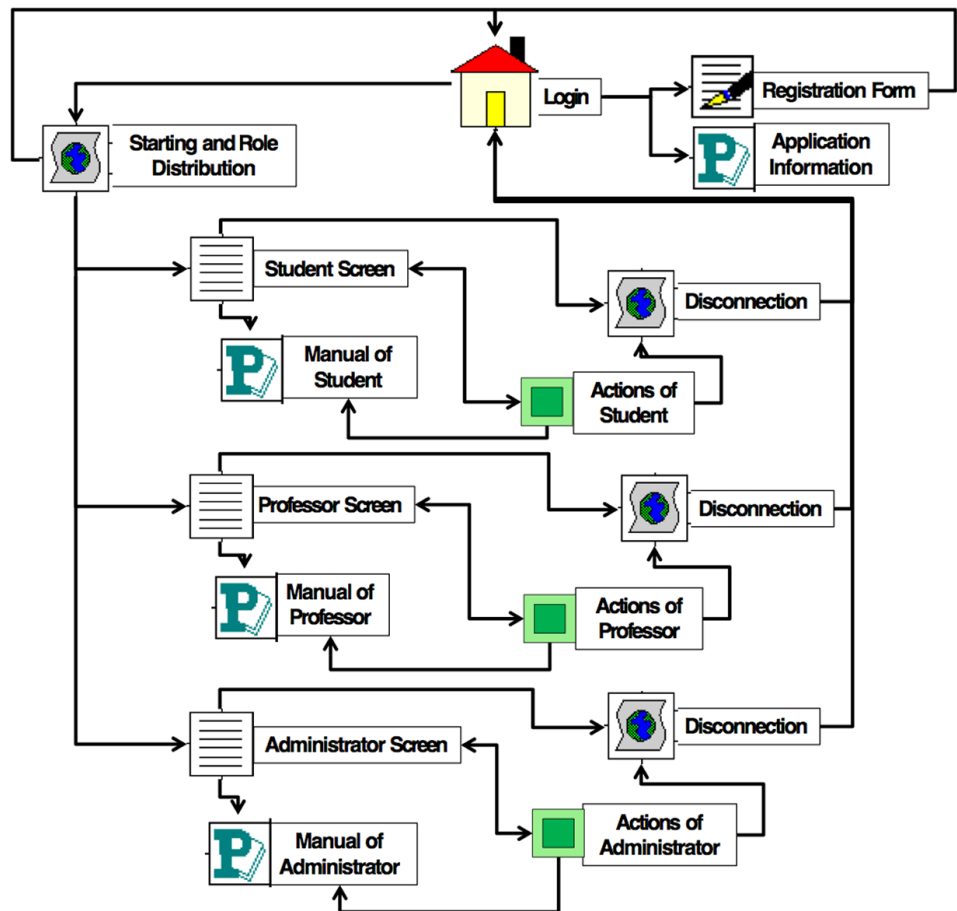 Login
Registration Form
Starting and Role
Distribution
P
Application
Information
Student Screen
Disconnection
P
Manual of
Student
Actions of
Student
Professor Screen
Disconnection
P
Manual of
Professor
Actions of
Professor
Administrator Screen
Disconnection
P
Manual of
Administrator
Actions of
Administrator